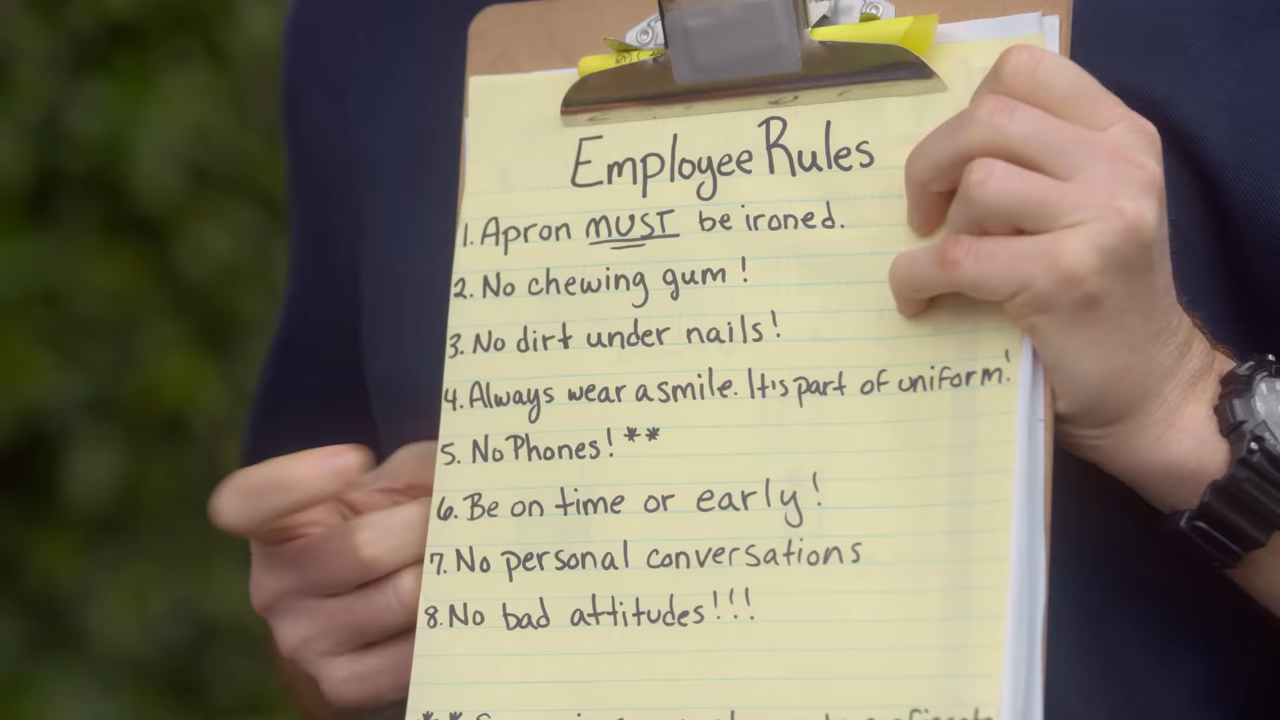 Employee Rules
1. Apron MUST be ironed.
2. No chewing gum!
3. No dirt under nails!
4. Always wear a smile. It's part of uniform!
5. No Phones! **
6. Be on time or early!
7. No personal conversations
8. No bad attitudes!!!
**